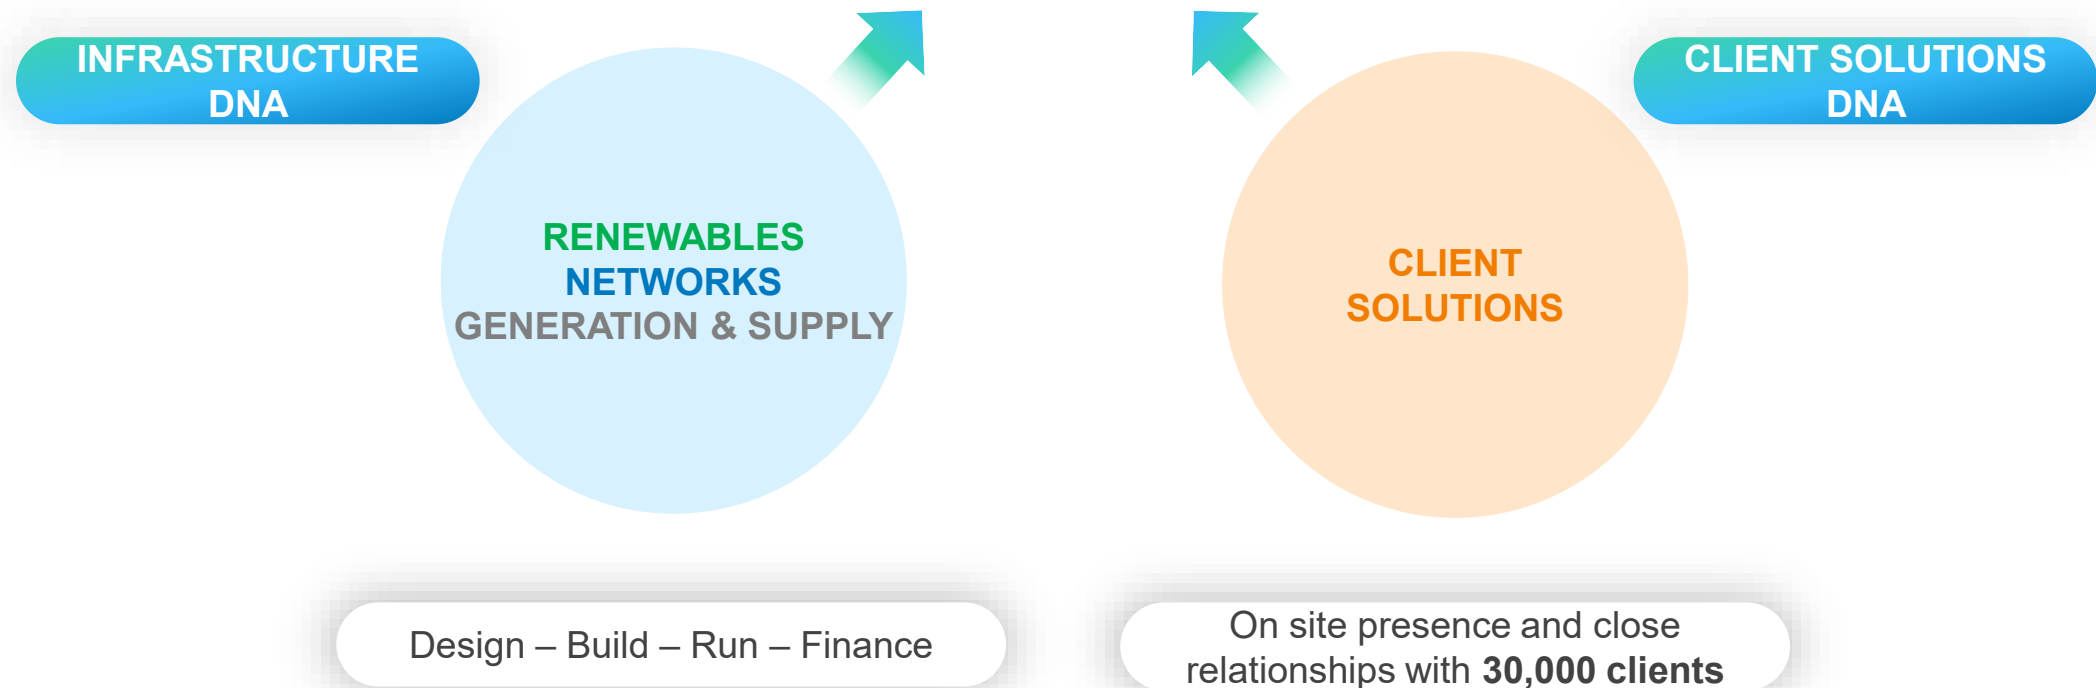 INFRASTRUCTURE
DNA
CLIENT SOLUTIONS
DNA
RENEWABLES
NETWORKS
GENERATION & SUPPLY
CLIENT
SOLUTIONS
Design – Build – Run – Finance
On site presence and close
relationships with 30,000 clients